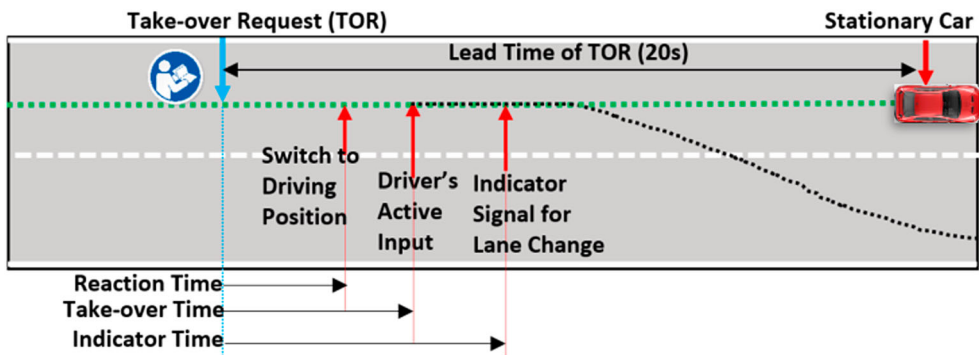 Take-over Request (TOR)
Stationary Car
Lead Time of TOR (20s)
Switch to
Driving
Position
Driver’s
Active
Input
Indicator
Signal for
Lane Change
Reaction Time
Take-over Time
Indicator Time